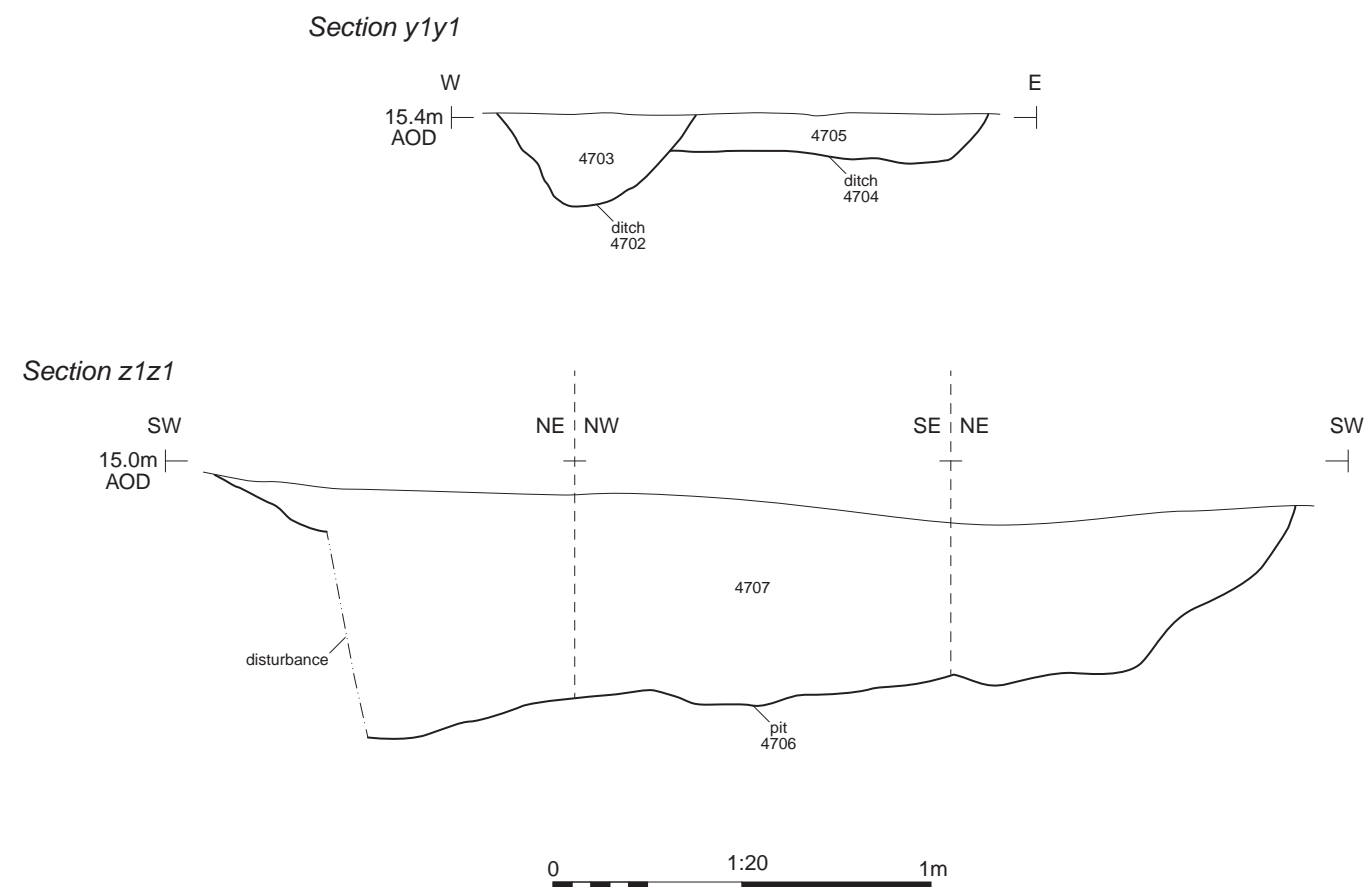 Section y1y1
W
E
15.4m
AOD
4705
4703
ditch
4704
ditch
4702
Section z1z1
SW
NE
NW
SE
NE
SW
15.0m
AOD
4707
disturbance
pit
4706
0
1:20
1m